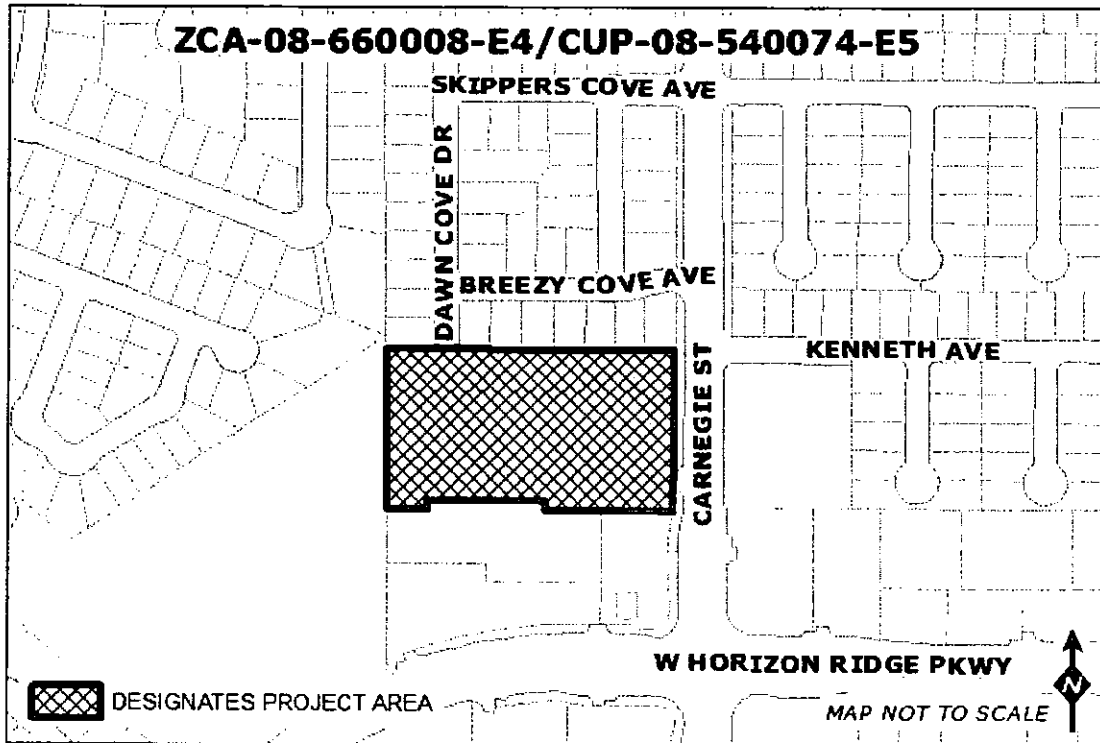 ZCA-08-660008-E4/CUP-08-540074-E5
SKIPPERS COVE AVE
DAWN COVE DR
BREEZY COVE AVE
KENNETH AVE
CARNEGIE ST
W HORIZON RIDGE PKWY
DESIGNATES PROJECT AREA
N
MAP NOT TO SCALE